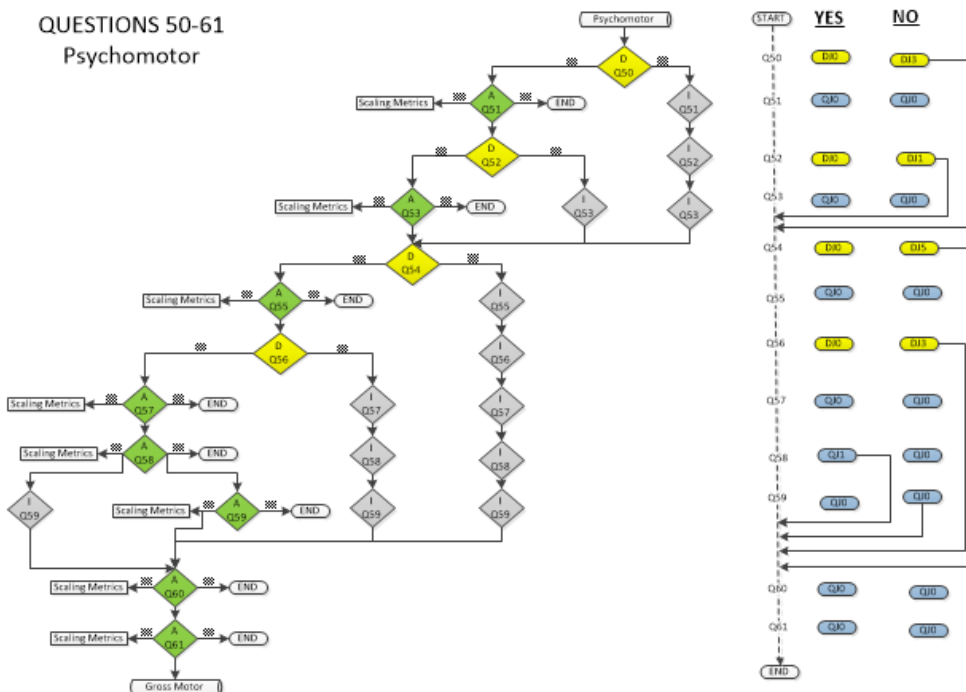 QUESTIONS 50-61
Psychomotor
Psychomotor
D
Q50
Scaling Metrics
A
Q51
END
I
Q51
D
Q52
I
Q52
Scaling Metrics
A
Q53
END
I
Q53
I
Q53
D
Q54
Scaling Metrics
A
Q55
END
I
Q55
D
Q56
I
Q56
Scaling Metrics
A
Q57
END
I
Q57
I
Q57
Scaling Metrics
A
Q58
END
I
Q58
I
Q58
I
Q59
Scaling Metrics
A
Q59
END
I
Q59
I
Q59
Scaling Metrics
A
Q60
END
Scaling Metrics
A
Q61
END
Gross Motor
START YES NO
Q50 DJ0 DJ3
Q51 QJ0 QJ0
Q52 DJ0 DJ1
Q53 QJ0 QJ0
Q54 DJ0 DJ5
Q55 QJ0 QJ0
Q56 DJ0 DJ3
Q57 QJ0 QJ0
Q58 QJ1 QJ0
Q59 QJ0 QJ0
Q60 QJ0 QJ0
Q61 QJ0 QJ0
END